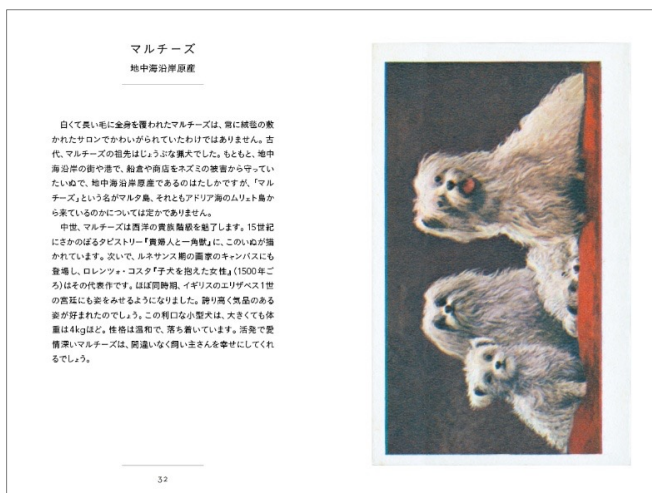 マルチーズ
地中海沿岸原産
白くて長い毛に全身を覆われたマルチーズは、常に絨毯の敷
かれたサロンでかわいがられていたわけではありません。古
代、マルチーズの祖先はじょうぶな猟犬でした。もともと、地中
海沿岸の街や港で、船倉や商店をネズミの被害から守ってい
たいぬで、地中海沿岸原産であるのはたしかですが、「マル
チーズ」という名がマルタ島、それともアドリア海のムリェト島か
ら来ているのかについては定かでありません。
中世、マルチーズは西洋の貴族階級を魅了します。15世紀
にさかのぼるタピストリー『貴婦人と一角獣』に、このいぬが描
かれています。次いで、ルネサンス期の画家のキャンバスにも
登場し、ロレンツォ・コスタ『子犬を抱えた女性』(1500年ご
ろ)はその代表作です。ほぼ同時期、イギリスのエリザベス1世
の宮廷にも姿をみせるようになりました。誇り高く気品のある
姿が好まれたのでしょう。この利口な小型犬は、大きくても体
重は4kgほど。性格は温和で、落ち着いています。活発で愛
情深いマルチーズは、間違いなく飼い主さんを幸せにしてくれ
るでしょう。
32